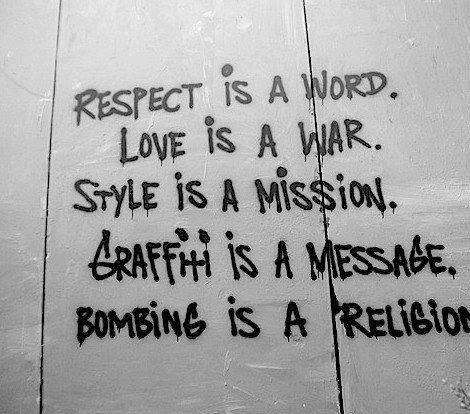 RESPECT iS A WORD.
LOVE iS A WAR.
STYLE iS A MiSSiON.
GRAFFiti iS A MESSAGE.
BOMBiNG iS A RELiGiON